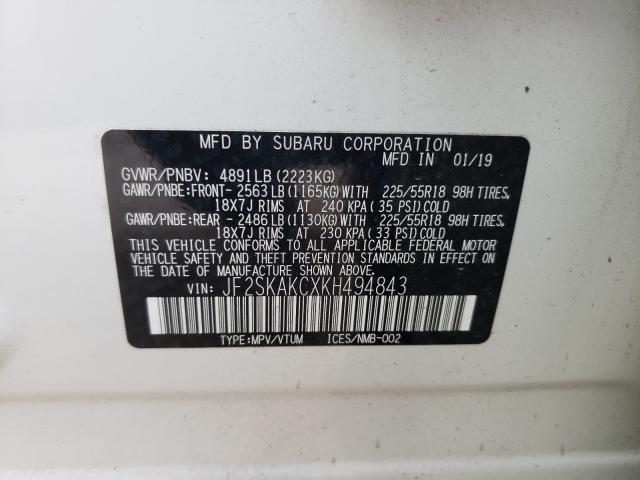 MFD BY SUBARU CORPORATION
MFD IN 01/19
GVWR/PNBV: 4891LB (2223KG)
GAWR/PNBE:FRONT- 2563 LB (1165KG) WITH 225/55R18 98H TIRES,
18X7J RIMS AT 240 KPA (35 PSI) COLD
GAWR/PNBE:REAR - 2486 LB (1130KG) WITH 225/55R18 98H TIRES,
18X7J RIMS AT 230 KPA (33 PSI) COLD
THIS VEHICLE CONFORMS TO ALL APPLICABLE FEDERAL MOTOR
VEHICLE SAFETY AND THEFT PREVENTION STANDARDS IN EFFECT ON
THE DATE OF MANUFACTURE SHOWN ABOVE.
VIN: JF2SKAKCXKH494843
TYPE:MPV/VTUM ICES/NMB-002